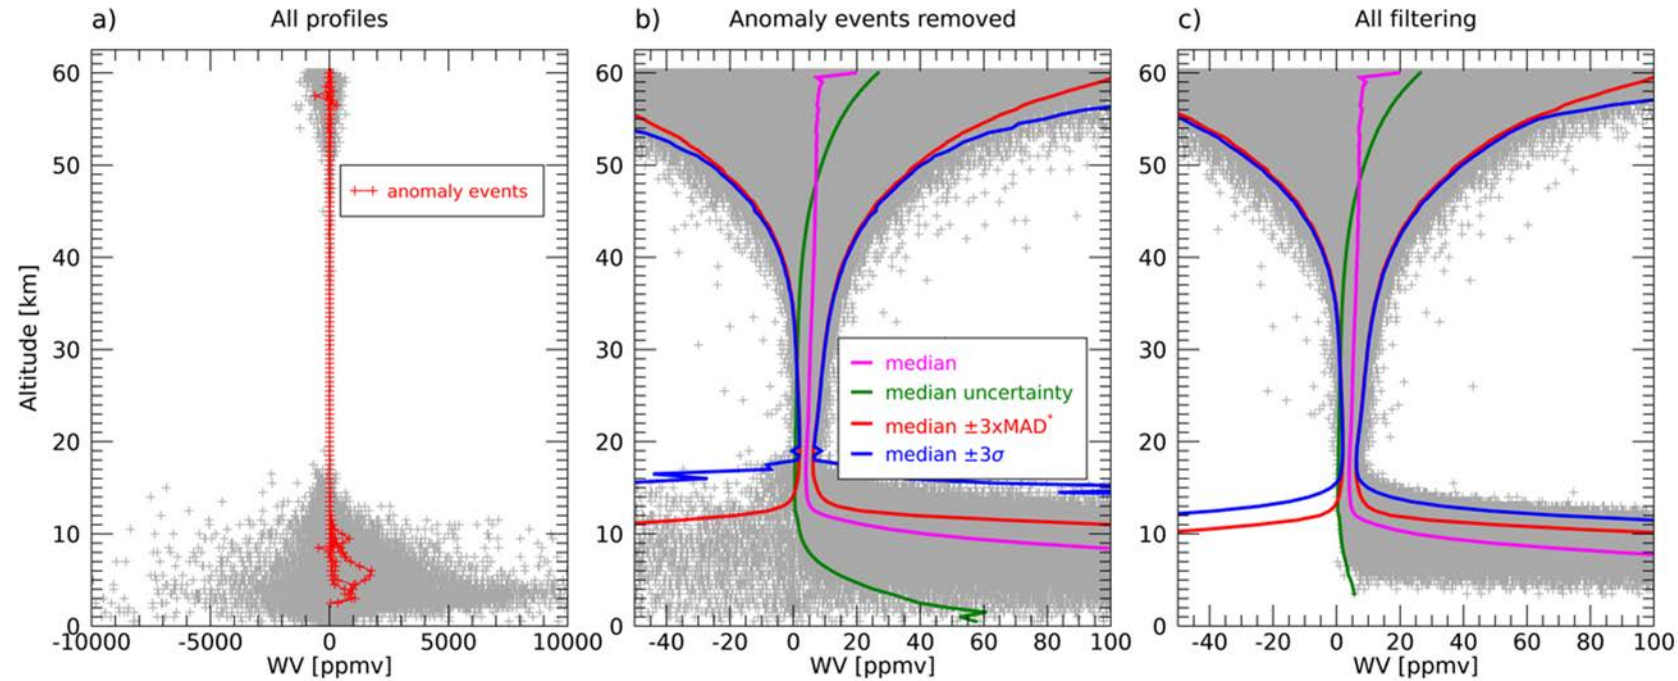 a) All profiles
b) Anomaly events removed
c) All filtering
Altitude [km]
60
50
40
30
20
10
0
anomaly events
-10000 -5000 0 5000 10000
WV [ppmv]
60
50
40
30
20
10
0
median
median uncertainty
median ±3xMAD*
median ±3σ
-40 -20 0 20 40 60 80 100
WV [ppmv]
60
50
40
30
20
10
0
-40 -20 0 20 40 60 80 100
WV [ppmv]